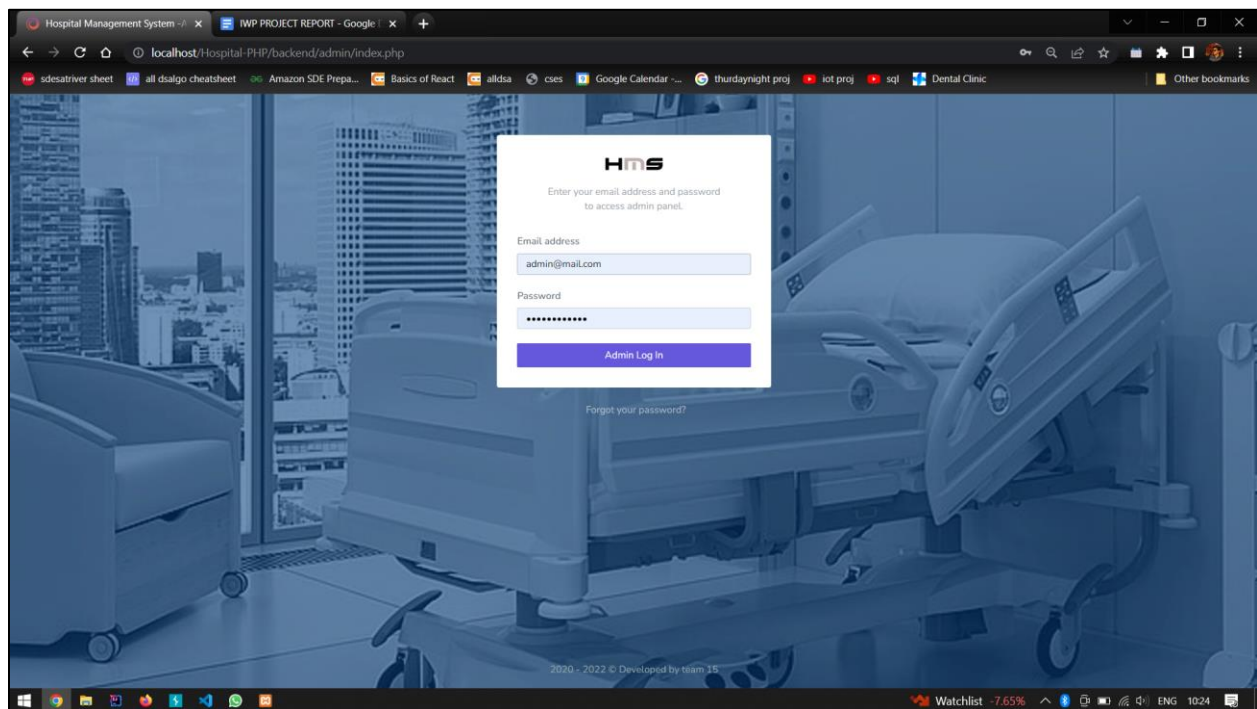 Hospital Management System -A
IWP PROJECT REPORT - Google
localhost/Hospital-PHP/backend/admin/index.php
sdesatriver sheet
all dsalgo cheatsheet
Amazon SDE Prepa...
Basics of React
alldsa
cses
Google Calendar -...
thurdaynight proj
iot proj
sql
Dental Clinic
Other bookmarks
HMS
Enter your email address and password
to access admin panel.
Email address
admin@mail.com
Password
Admin Log In
Forgot your password?
2020 - 2022 © Developed by team 15
Watchlist -7.65%
ENG
10:24